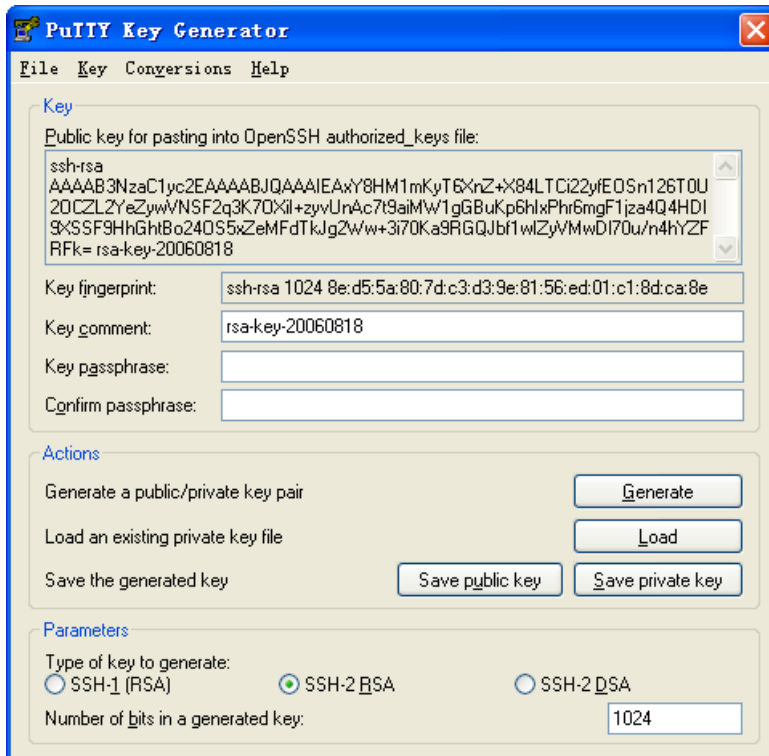 PuTTY Key Generator
File Key Conversions Help
Key
Public key for pasting into OpenSSH authorized_keys file:
ssh-rsa
AAAAB3NzaC1yc2EAAAABJQAAAIEAxY8HM1mKyT6XnZ+X84LTCi22yfEOSn126T0U
2OCZL2YeZywVNSF2q3K7OXiI+zyvUnAc7t9aiMW1gGBuKp6hIxPhr6mgF1jza4Q4HDI
9XSSF9HhGhtBo24OS5xZeMFdTkJg2Ww+3i70Ka9RGQJbf1wIZyVMwDI70u/n4hYZF
RFk= rsa-key-20060818
Key fingerprint: ssh-rsa 1024 8e:d5:5a:80:7d:c3:d3:9e:81:56:ed:01:c1:8d:ca:8e
Key comment: rsa-key-20060818
Key passphrase:
Confirm passphrase:
Actions
Generate a public/private key pair Generate
Load an existing private key file Load
Save the generated key Save public key Save private key
Parameters
Type of key to generate:
SSH-1 (RSA) SSH-2 RSA SSH-2 DSA
Number of bits in a generated key: 1024